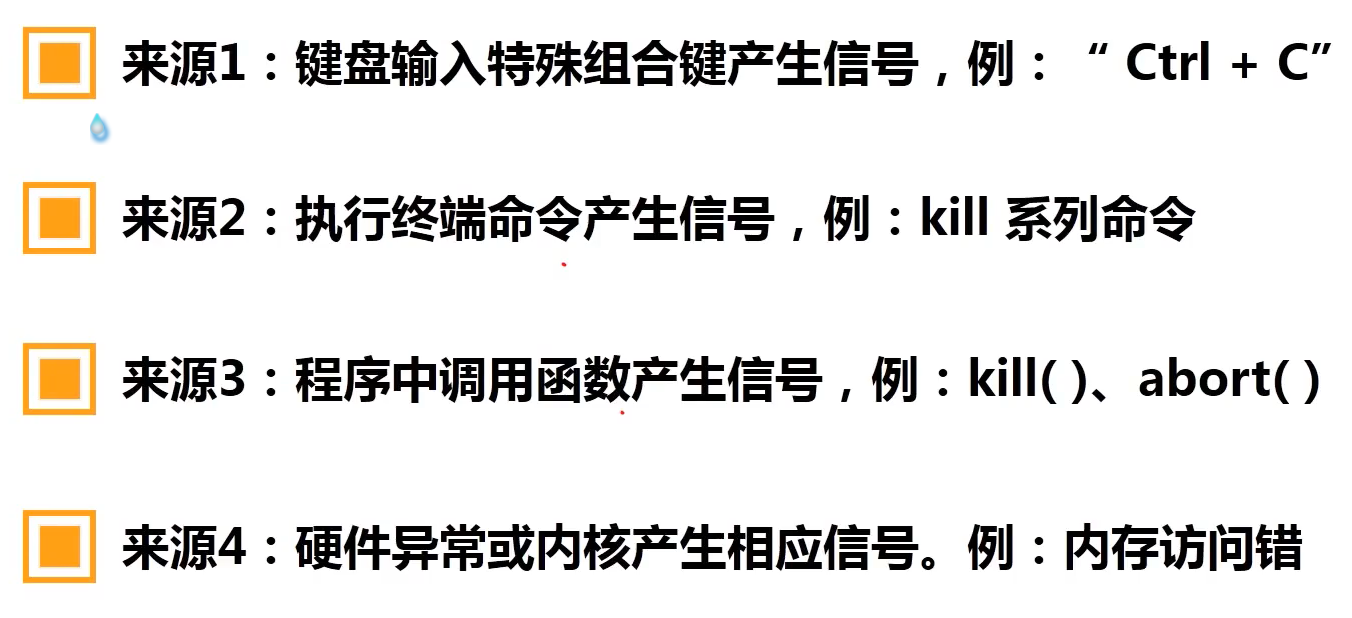 来源1：键盘输入特殊组合键产生信号，例：“ Ctrl + C”
来源2：执行终端命令产生信号，例：kill 系列命令
来源3：程序中调用函数产生信号，例：kill( )、abort( )
来源4：硬件异常或内核产生相应信号。例：内存访问错